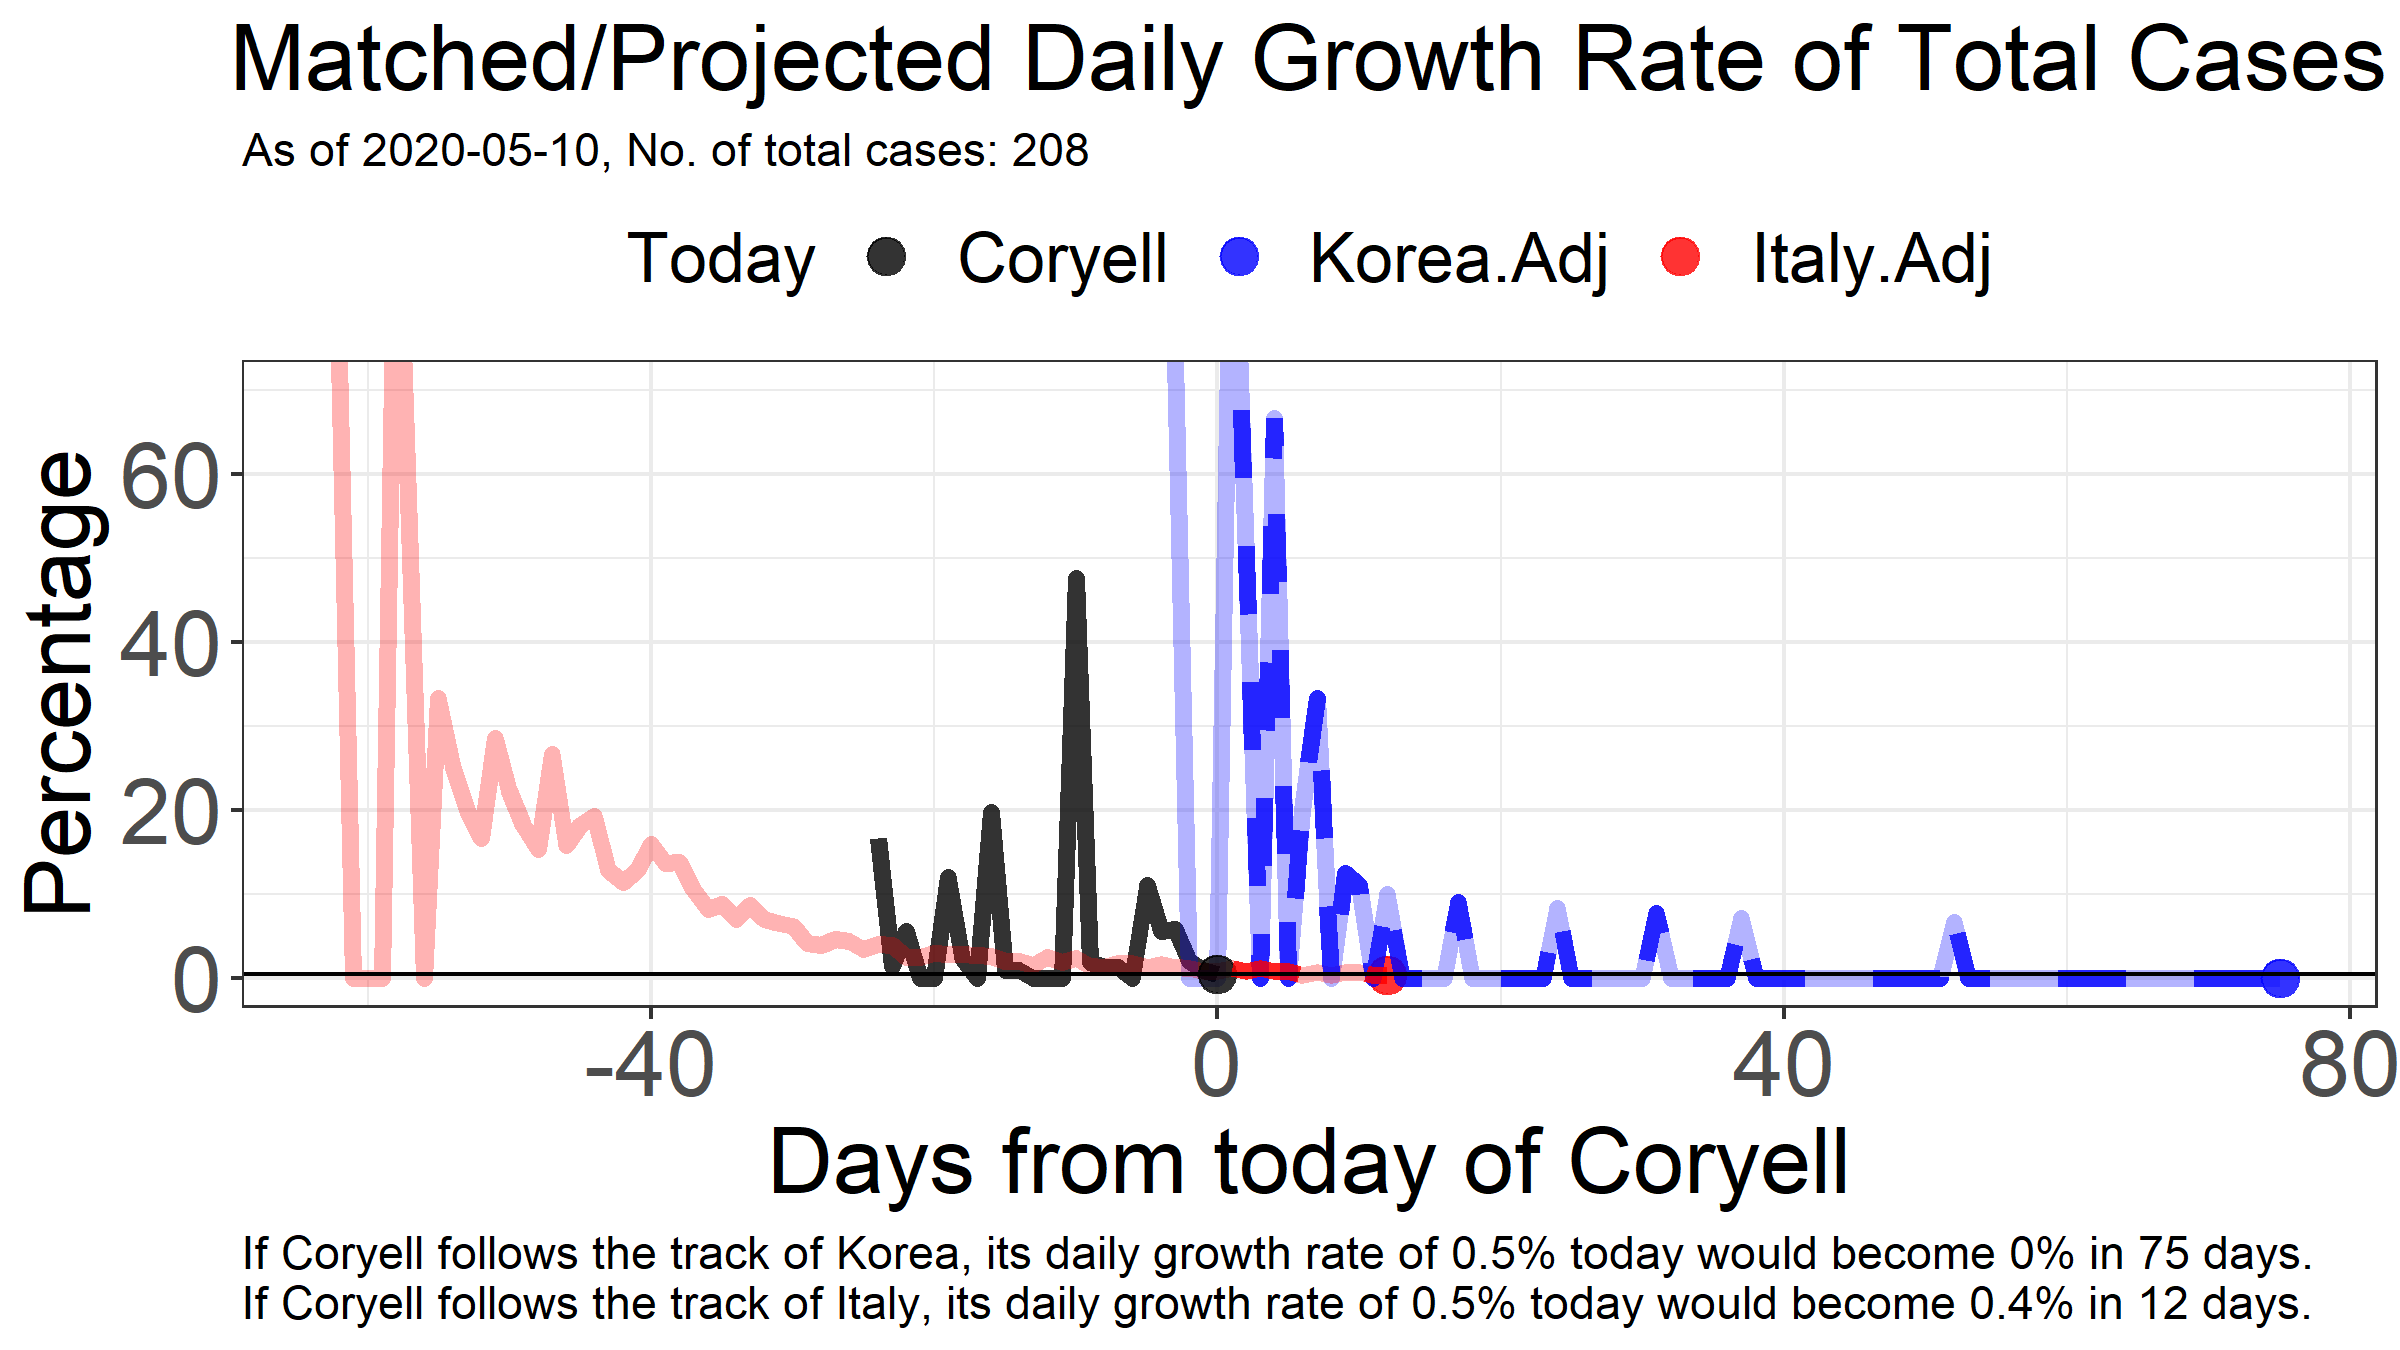 Matched/Projected Daily Growth Rate of Total Cases
As of 2020-05-10, No. of total cases: 208
Today Coryell Korea.Adj Italy.Adj
Percentage
60
40
20
0
-40 0 40 80
Days from today of Coryell
If Coryell follows the track of Korea, its daily growth rate of 0.5% today would become 0% in 75 days.
If Coryell follows the track of Italy, its daily growth rate of 0.5% today would become 0.4% in 12 days.